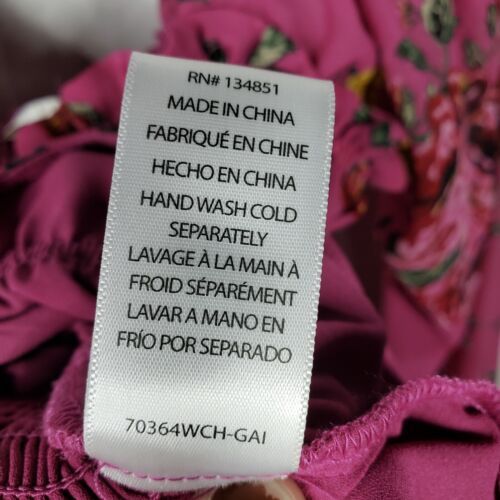 RN# 134851
MADE IN CHINA
FABRIQUÉ EN CHINE
HECHO EN CHINA
HAND WASH COLD
SEPARATELY
LAVAGE À LA MAIN À
FROID SÉPARÉMENT
LAVAR A MANO EN
FRÍO POR SEPARADO
70364WCH-GAI